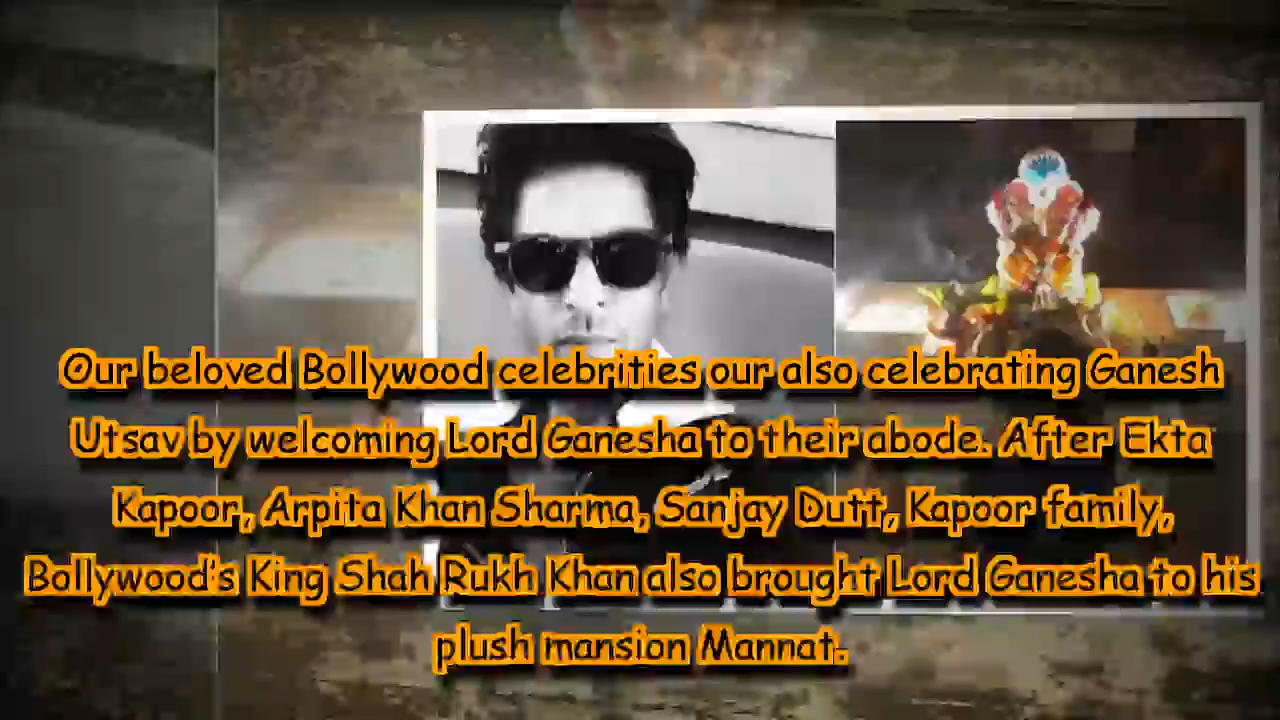 Our beloved Bollywood celebrities our also celebrating Ganesh
Utsav by welcoming Lord Ganesha to their abode. After Ekta
Kapoor, Arpita Khan Sharma, Sanjay Dutt, Kapoor family,
Bollywood's King Shah Rukh Khan also brought Lord Ganesha to his
plush mansion Mannat.